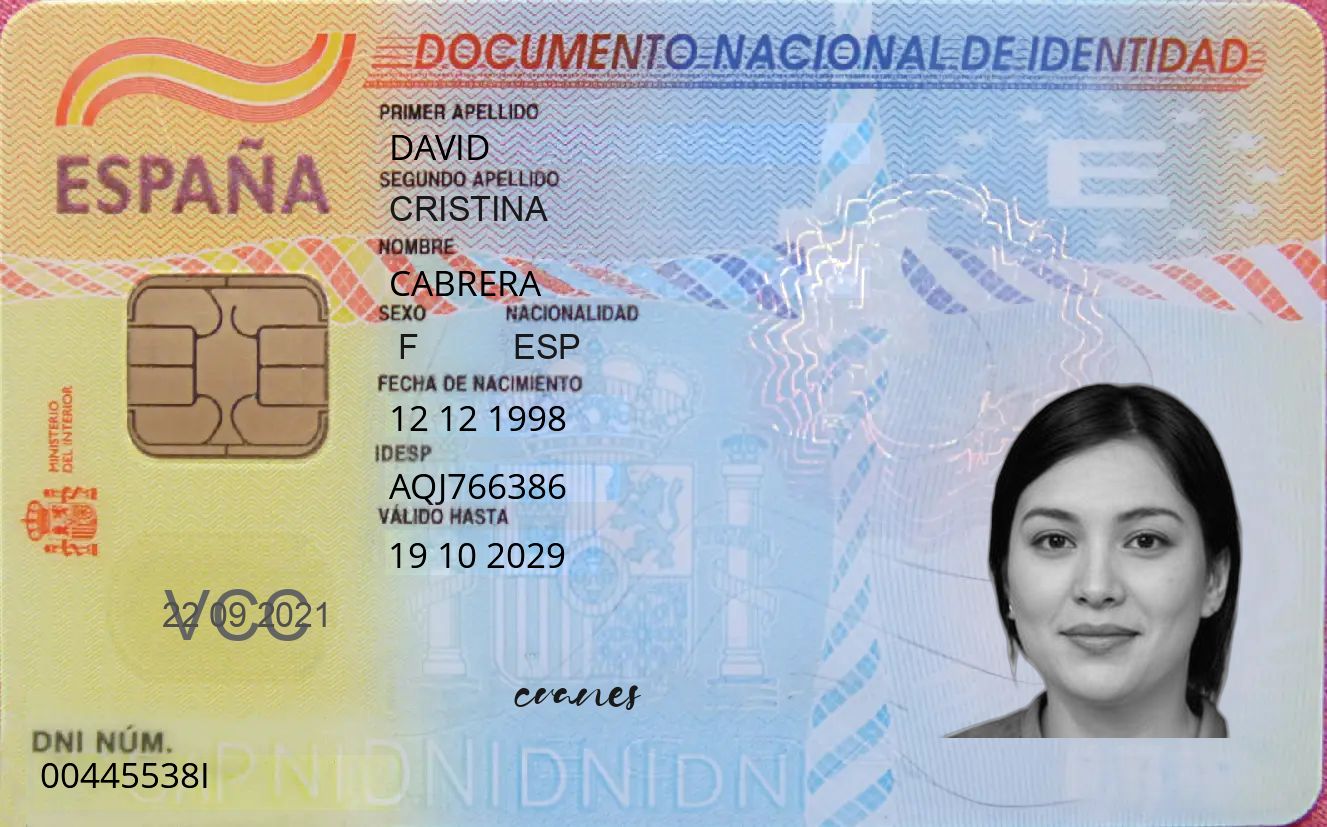 DOCUMENTO NACIONAL DE IDENTIDAD
ESPAÑA
PRIMER APELLIDO
DAVID
SEGUNDO APELLIDO
CRISTINA
NOMBRE
CABRERA
SEXO NACIONALIDAD
F ESP
FECHA DE NACIMIENTO
12 12 1998
IDESP
AQJ766386
VÁLIDO HASTA
19 10 2029
MINISTERIO
DEL INTERIOR
E
VCC
22 09 2021
cvanes
DNI NÚM.
00445538I
DNIDNIDNIDNI